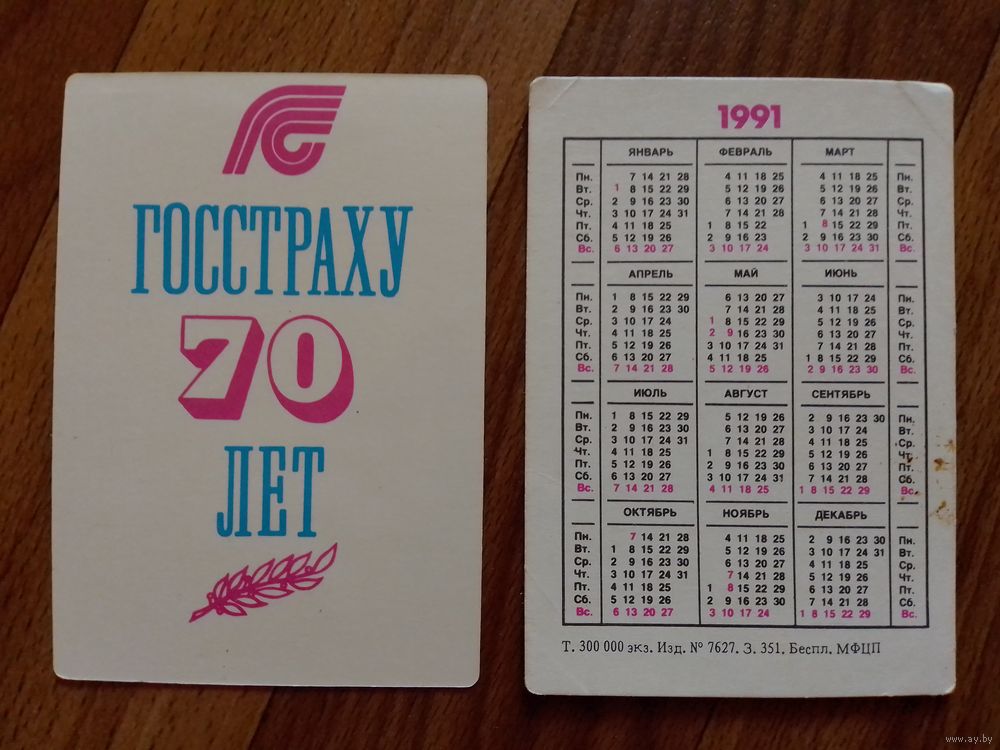 ГОССТРАХУ
70
ЛЕТ
1991
ЯНВАРЬ ФЕВРАЛЬ МАРТ
Пн. 7 14 21 28 4 11 18 25 4 11 18 25 Пн.
Вт. 1 8 15 22 29 5 12 19 26 5 12 19 26 Вт.
Ср. 2 9 16 23 30 6 13 20 27 6 13 20 27 Ср.
Чт. 3 10 17 24 31 7 14 21 28 7 14 21 28 Чт.
Пт. 4 11 18 25 1 8 15 22 1 8 15 22 29 Пт.
Сб. 5 12 19 26 2 9 16 23 2 9 16 23 30 Сб.
Вс. 6 13 20 27 3 10 17 24 3 10 17 24 31 Вс.
АПРЕЛЬ МАЙ ИЮНЬ
Пн. 1 8 15 22 29 6 13 20 27 3 10 17 24 Пн.
Вт. 2 9 16 23 30 7 14 21 28 4 11 18 25 Вт.
Ср. 3 10 17 24 1 8 15 22 29 5 12 19 26 Ср.
Чт. 4 11 18 25 2 9 16 23 30 6 13 20 27 Чт.
Пт. 5 12 19 26 3 10 17 24 31 7 14 21 28 Пт.
Сб. 6 13 20 27 4 11 18 25 1 8 15 22 29 Сб.
Вс. 7 14 21 28 5 12 19 26 2 9 16 23 30 Вс.
ИЮЛЬ АВГУСТ СЕНТЯБРЬ
Пн. 1 8 15 22 29 5 12 19 26 2 9 16 23 30 Пн.
Вт. 2 9 16 23 30 6 13 20 27 3 10 17 24 Вт.
Ср. 3 10 17 24 31 7 14 21 28 4 11 18 25 Ср.
Чт. 4 11 18 25 1 8 15 22 29 5 12 19 26 Чт.
Пт. 5 12 19 26 2 9 16 23 30 6 13 20 27 Пт.
Сб. 6 13 20 27 3 10 17 24 31 7 14 21 28 Сб.
Вс. 7 14 21 28 4 11 18 25 1 8 15 22 29 Вс.
ОКТЯБРЬ НОЯБРЬ ДЕКАБРЬ
Пн. 7 14 21 28 4 11 18 25 2 9 16 23 30 Пн.
Вт. 1 8 15 22 29 5 12 19 26 3 10 17 24 31 Вт.
Ср. 2 9 16 23 30 6 13 20 27 4 11 18 25 Ср.
Чт. 3 10 17 24 31 7 14 21 28 5 12 19 26 Чт.
Пт. 4 11 18 25 1 8 15 22 29 6 13 20 27 Пт.
Сб. 5 12 19 26 2 9 16 23 30 7 14 21 28 Сб.
Вс. 6 13 20 27 3 10 17 24 1 8 15 22 29 Вс.
Т. 300 000 экз. Изд. № 7627. З. 351. Беспл. МФЦП
www.ay.by